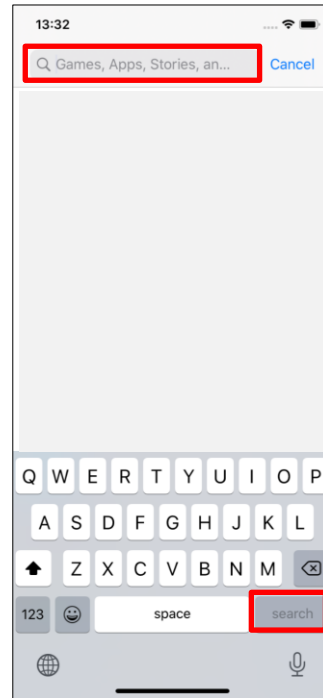 13:32
Games, Apps, Stories, an...
Cancel
Q W E R T Y U I O P
A S D F G H J K L
Z X C V B N M
123
space
search